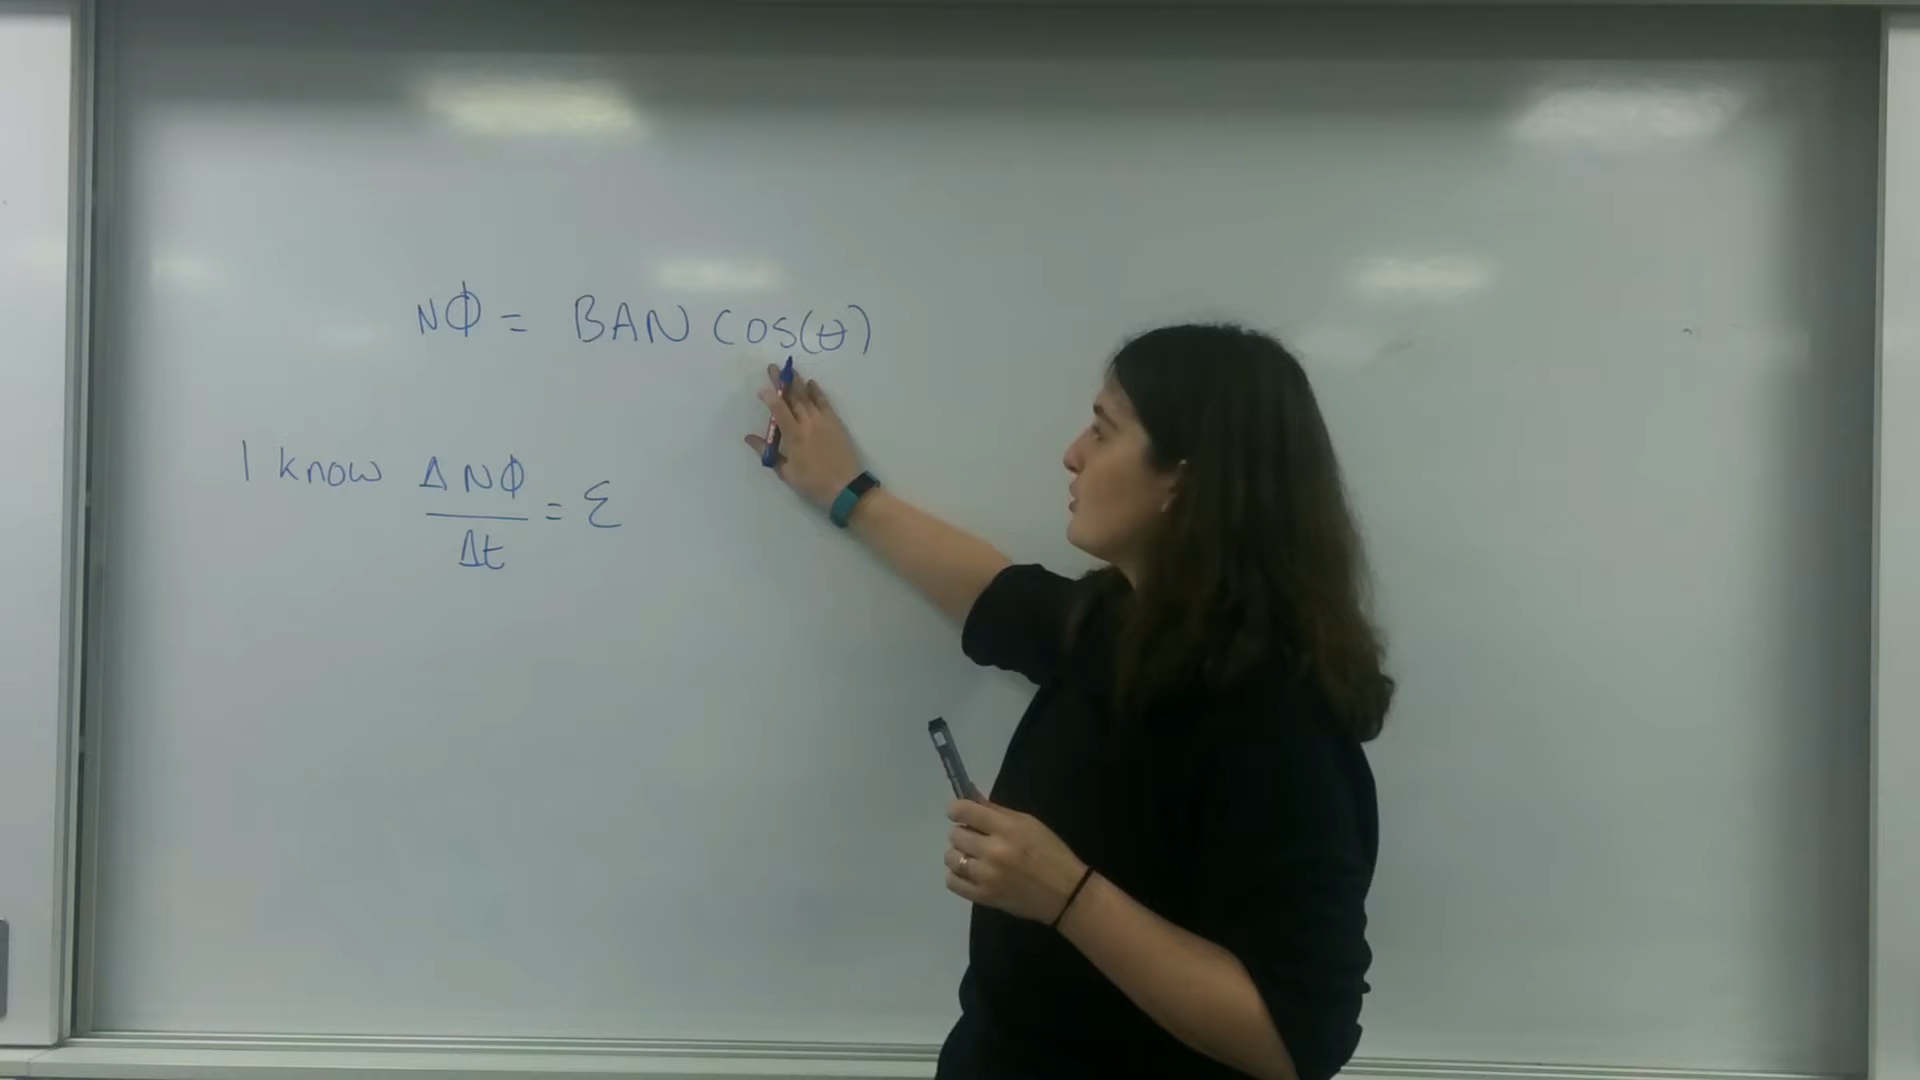 NΦ = BAN COS(θ)
I know ΔNΦ/Δt = ε